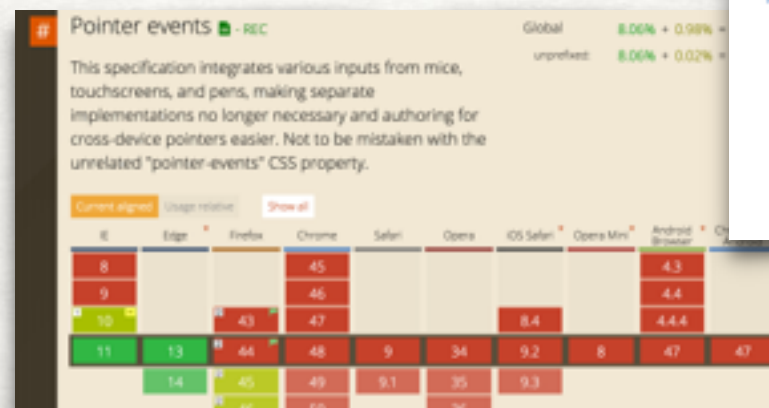 #
Pointer events - REC
Global 8.06% + 0.98% =
unprefixed: 8.06% + 0.02% =
This specification integrates various inputs from mice,
touchscreens, and pens, making separate
implementations no longer necessary and authoring for
cross-device pointers easier. Not to be mistaken with the
unrelated "pointer-events" CSS property.
Current aligned Usage relative Show all
IE Edge * Firefox Chrome Safari Opera iOS Safari * Opera Mini * Android * Browser
8 45 4.3
9 46 4.4
10 43 47 8.4 4.4.4
11 13 44 48 9 34 9.2 8 47 47
14 45 49 9.1 35 9.3